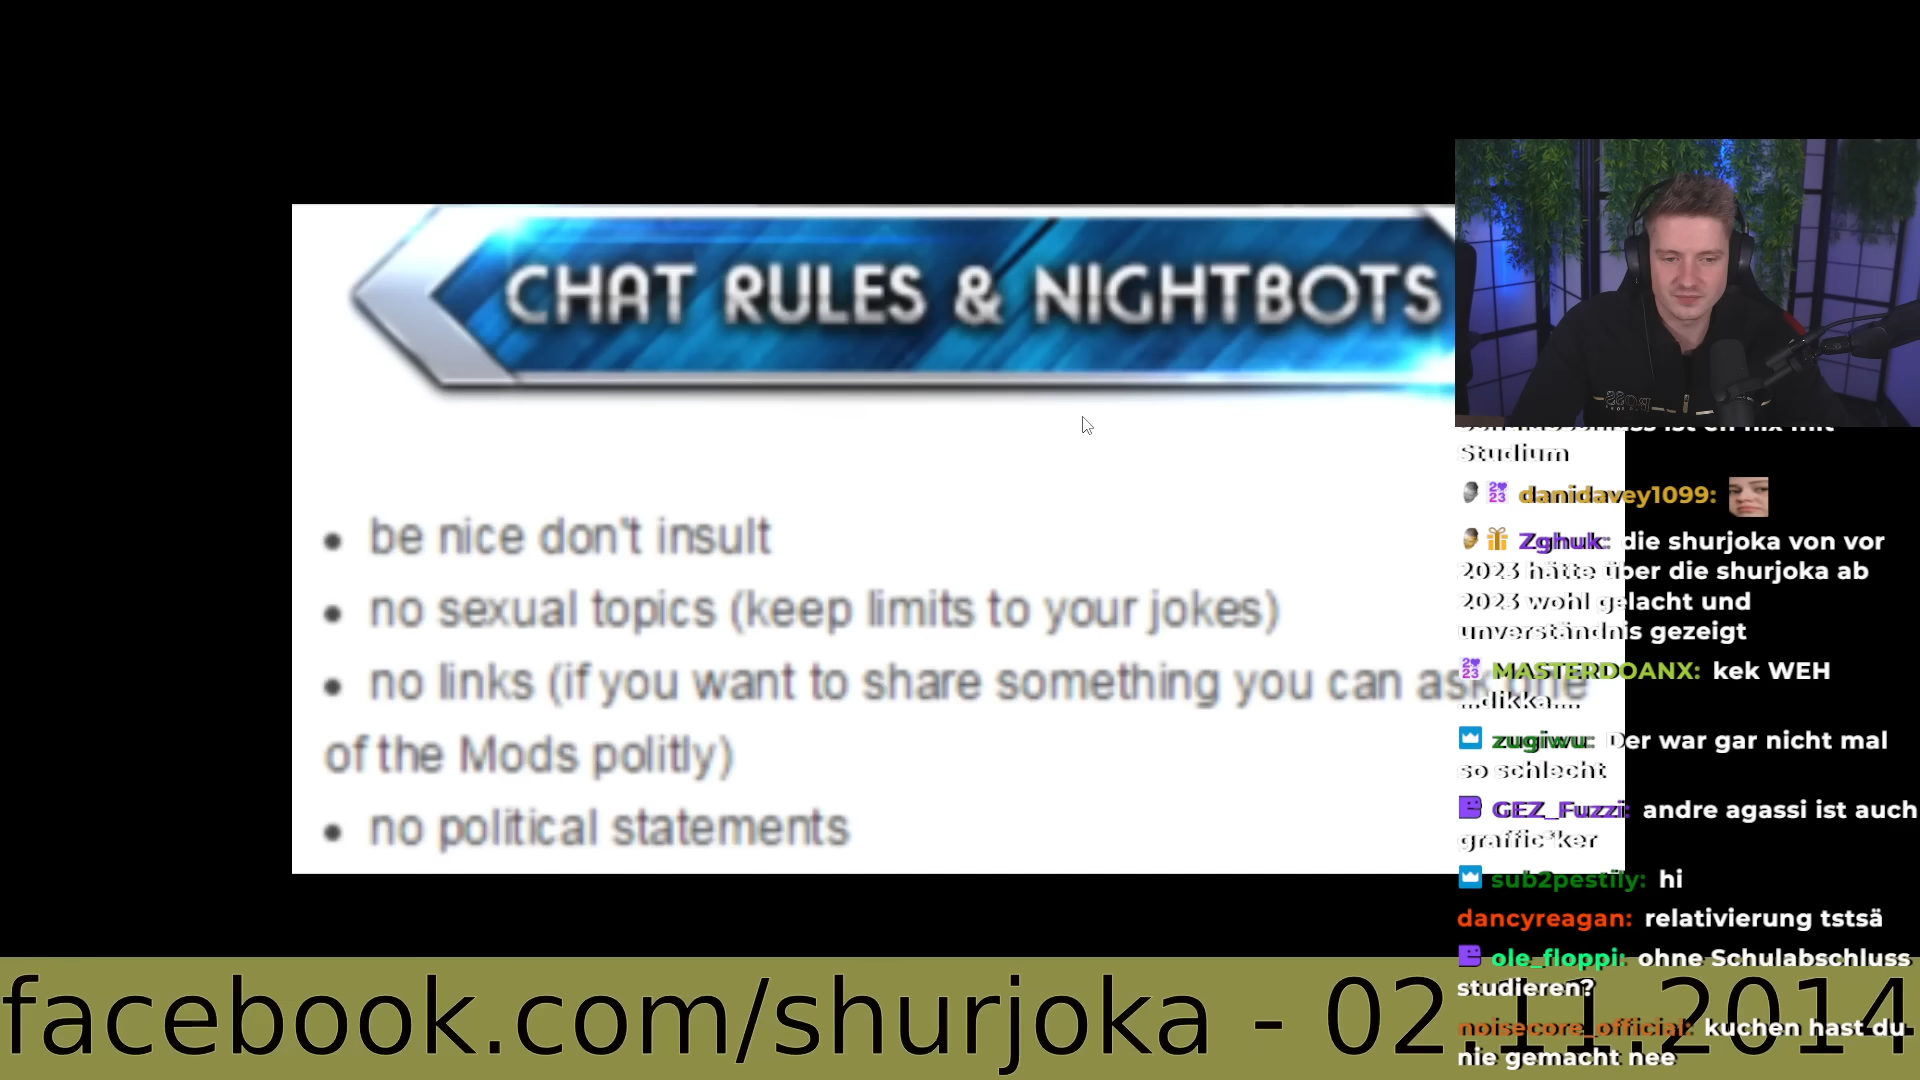 CHAT RULES & NIGHTBOTS
• be nice don't insult
• no sexual topics (keep limits to your jokes)
• no links (if you want to share something you can ask me
of the Mods politly)
• no political statements
facebook.com/shurjoka - 02.11.2014
BOSS
Studium
danidavey1099:
Zghuk: die shurjoka von vor
2023 hätte über die shurjoka ab
2023 wohl gelacht und
unverständnis gezeigt
MASTERDOANX: kek WEH
...dikka....
zugiwu: Der war gar nicht mal
so schlecht
GEZ_Fuzzi: andre agassi ist auch
graffic*ker
sub2pestily: hi
dancyreagan: relativierung tstsä
ole_floppi: ohne Schulabschluss
studieren?
noisecore_official: kuchen hast du
nie gemacht nee